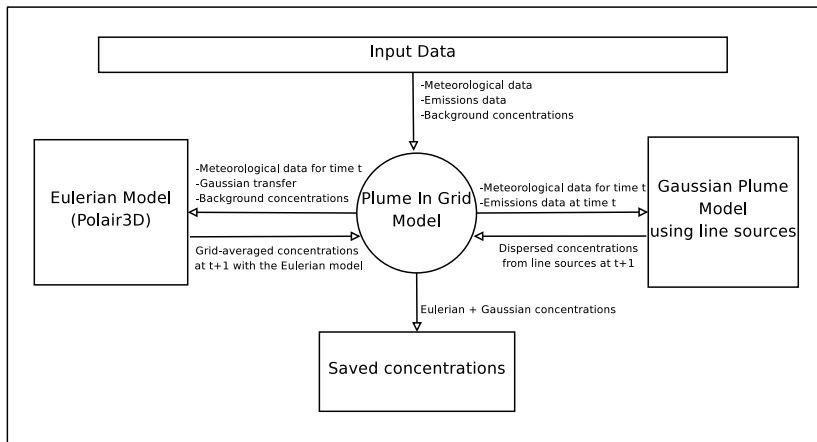 Input Data
-Meteorological data
-Emissions data
-Background concentrations
Eulerian Model
(Polair3D)
-Meteorological data for time t
-Gaussian transfer
-Background concentrations
Grid-averaged concentrations
at t+1 with the Eulerian model
Plume In Grid
Model
-Meteorological data for time t
-Emissions data at time t
Dispersed concentrations
from line sources at t+1
Gaussian Plume
Model
using line sources
Eulerian + Gaussian concentrations
Saved concentrations